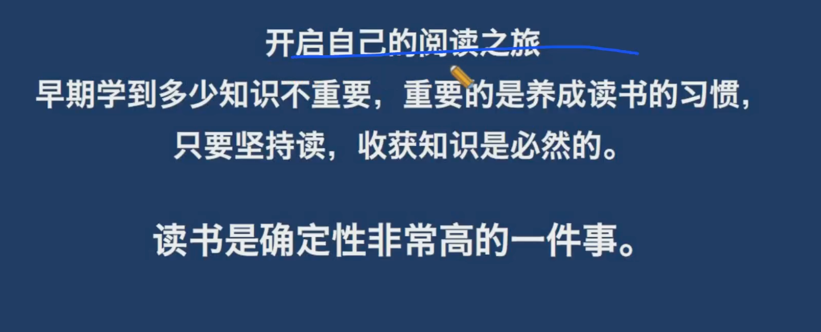 开启自己的阅读之旅
早期学到多少知识不重要，重要的是养成读书的习惯，
只要坚持读，收获知识是必然的。
读书是确定性非常高的一件事。